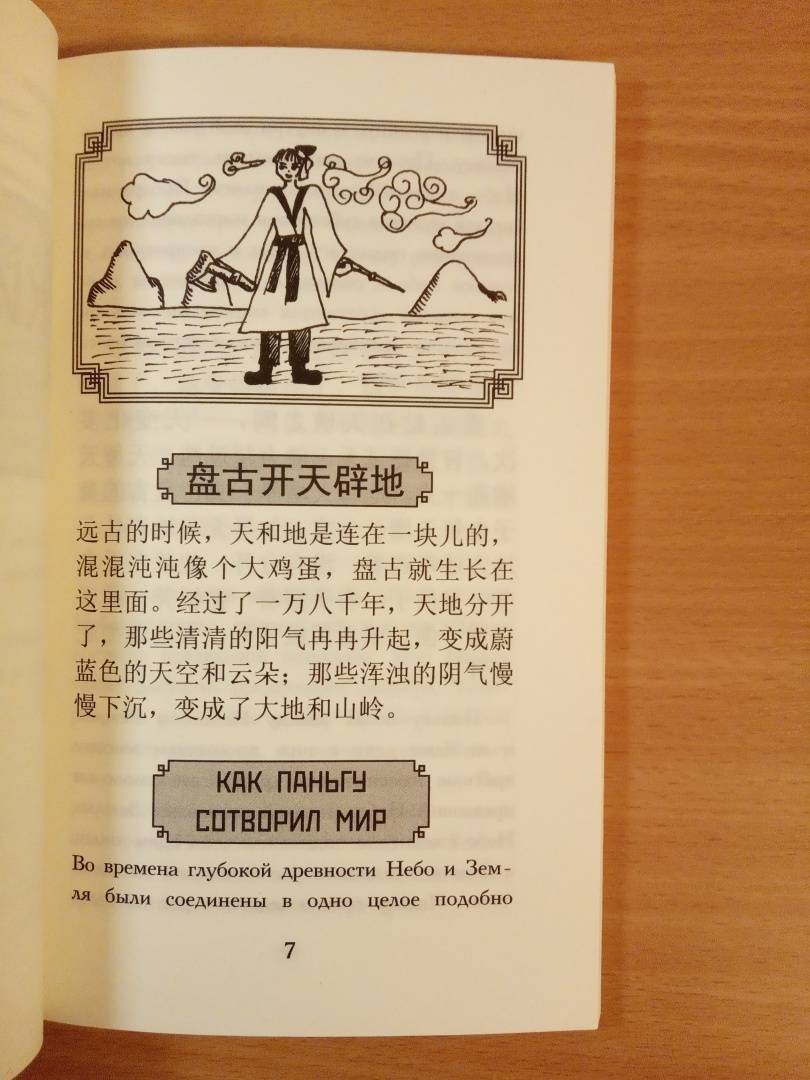 盘古开天辟地
远古的时候，天和地是连在一块儿的，
混混沌沌像个大鸡蛋，盘古就生长在
这里面。经过了一万八千年，天地分开
了，那些清清的阳气冉冉升起，变成蔚
蓝色的天空和云朵；那些浑浊的阴气慢
慢下沉，变成了大地和山岭。
КАК ПАНЬГУ
СОТВОРИЛ МИР
Во времена глубокой древности Небо и Зем-
ля были соединены в одно целое подобно
7